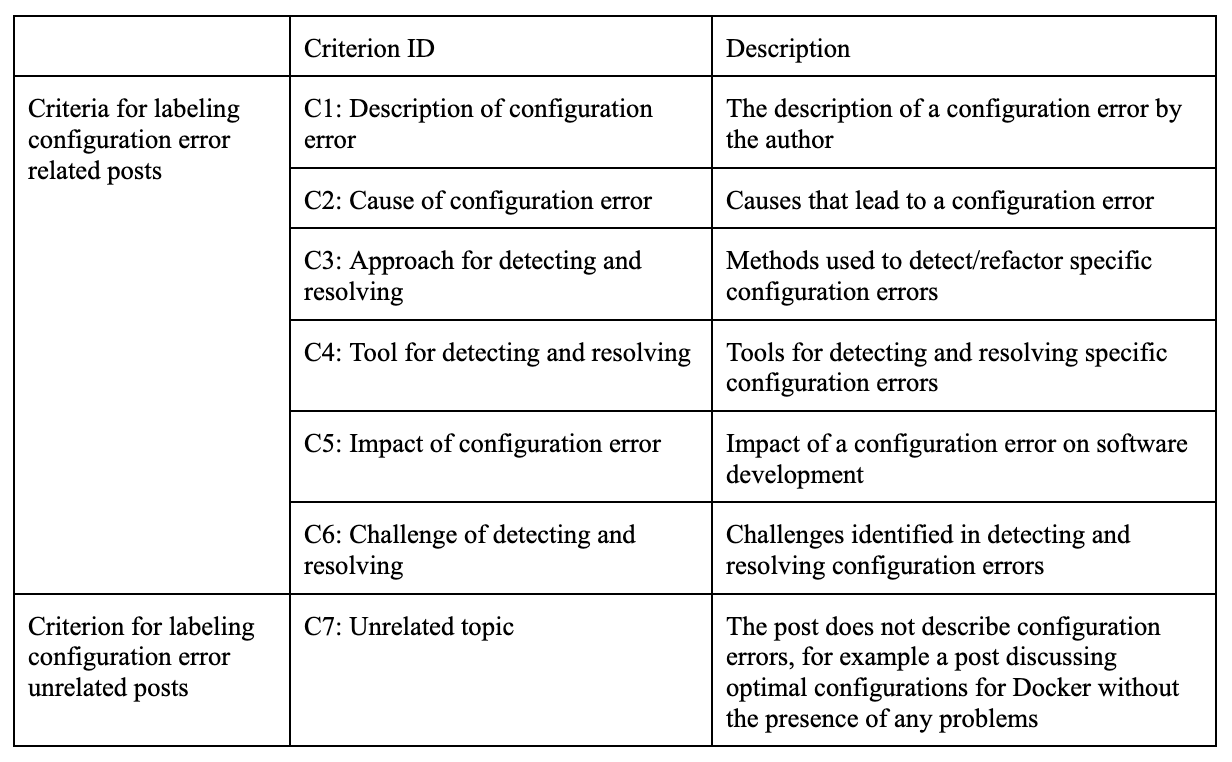 Criterion ID
Description
Criteria for labeling
configuration error
related posts
C1: Description of configuration
error
The description of a configuration error by
the author
C2: Cause of configuration error
Causes that lead to a configuration error
C3: Approach for detecting and
resolving
Methods used to detect/refactor specific
configuration errors
C4: Tool for detecting and resolving
Tools for detecting and resolving specific
configuration errors
C5: Impact of configuration error
Impact of a configuration error on software
development
C6: Challenge of detecting and
resolving
Challenges identified in detecting and
resolving configuration errors
Criterion for labeling
configuration error
unrelated posts
C7: Unrelated topic
The post does not describe configuration
errors, for example a post discussing
optimal configurations for Docker without
the presence of any problems